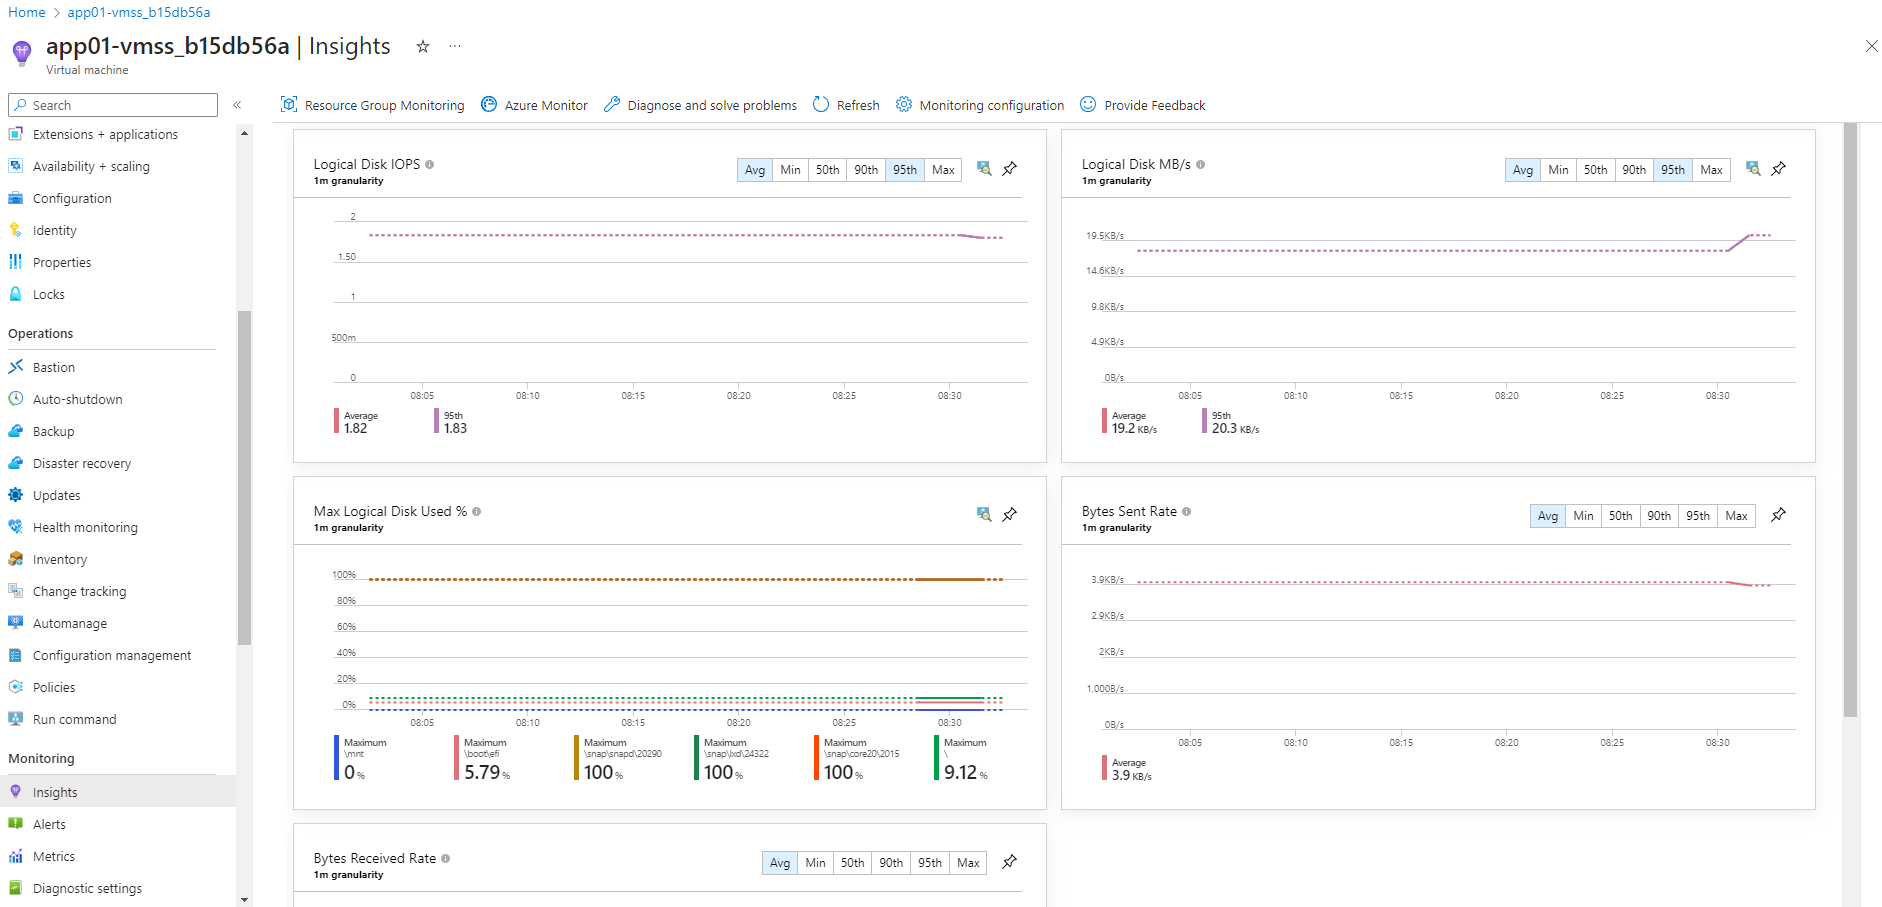 Home > app01-vmss_b15db56a
app01-vmss_b15db56a | Insights
Virtual machine
Search
Extensions + applications
Availability + scaling
Configuration
Identity
Properties
Locks
Operations
Bastion
Auto-shutdown
Backup
Disaster recovery
Updates
Health monitoring
Inventory
Change tracking
Automanage
Configuration management
Policies
Run command
Monitoring
Insights
Alerts
Metrics
Diagnostic settings
Resource Group Monitoring Azure Monitor Diagnose and solve problems Refresh Monitoring configuration Provide Feedback
Logical Disk IOPS
1m granularity
Avg Min 50th 90th 95th Max
2
1.50
1
500m
0
08:05 08:10 08:15 08:20 08:25 08:30
Average 95th
1.82 1.83
Logical Disk MB/s
1m granularity
Avg Min 50th 90th 95th Max
19.5KB/s
14.6KB/s
9.8KB/s
4.9KB/s
0B/s
08:05 08:10 08:15 08:20 08:25 08:30
Average 95th
19.2 KB/s 20.3 KB/s
Max Logical Disk Used %
1m granularity
100%
80%
60%
40%
20%
0%
08:05 08:10 08:15 08:20 08:25 08:30
Maximum Maximum Maximum Maximum Maximum Maximum
\mnt \boot\efi \snap\snapd\20290 \snap\lxd\24322 \snap\core20\2015 \
0 % 5.79 % 100 % 100 % 100 % 9.12 %
Bytes Sent Rate
1m granularity
Avg Min 50th 90th 95th Max
3.9KB/s
2.9KB/s
2KB/s
1,000B/s
0B/s
08:05 08:10 08:15 08:20 08:25 08:30
Average
3.9 KB/s
Bytes Received Rate
1m granularity
Avg Min 50th 90th 95th Max